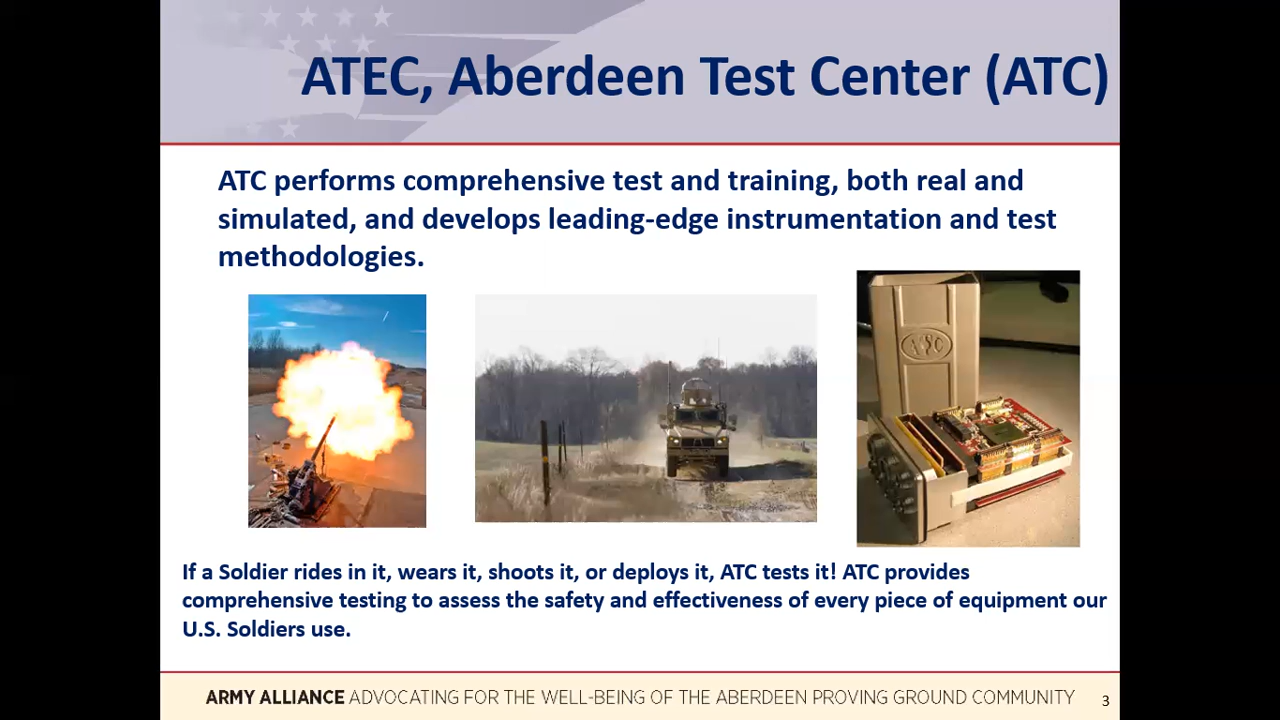 ATEC, Aberdeen Test Center (ATC)
ATC performs comprehensive test and training, both real and
simulated, and develops leading-edge instrumentation and test
methodologies.
ATC
If a Soldier rides in it, wears it, shoots it, or deploys it, ATC tests it! ATC provides
comprehensive testing to assess the safety and effectiveness of every piece of equipment our
U.S. Soldiers use.
ARMY ALLIANCE ADVOCATING FOR THE WELL-BEING OF THE ABERDEEN PROVING GROUND COMMUNITY
3